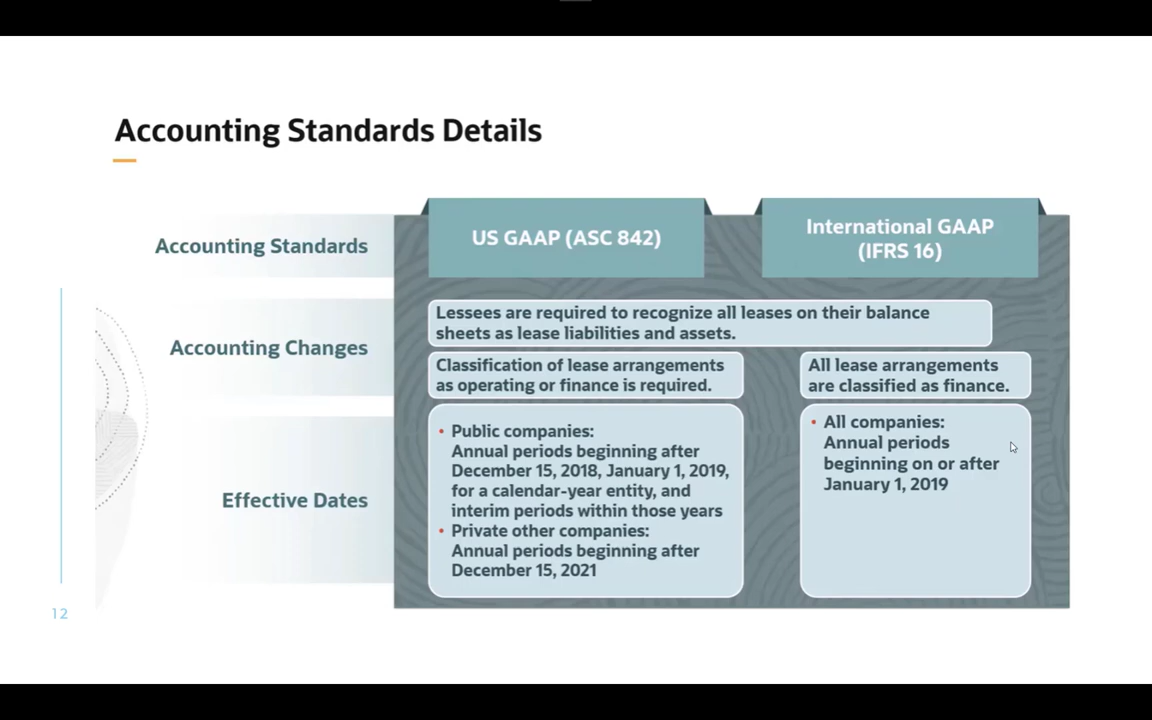 Accounting Standards Details
Accounting Standards
US GAAP (ASC 842)
International GAAP
(IFRS 16)
Accounting Changes
Lessees are required to recognize all leases on their balance
sheets as lease liabilities and assets.
Classification of lease arrangements
as operating or finance is required.
All lease arrangements
are classified as finance.
Effective Dates
• Public companies:
Annual periods beginning after
December 15, 2018, January 1, 2019,
for a calendar-year entity, and
interim periods within those years
• Private other companies:
Annual periods beginning after
December 15, 2021
• All companies:
Annual periods
beginning on or after
January 1, 2019
12